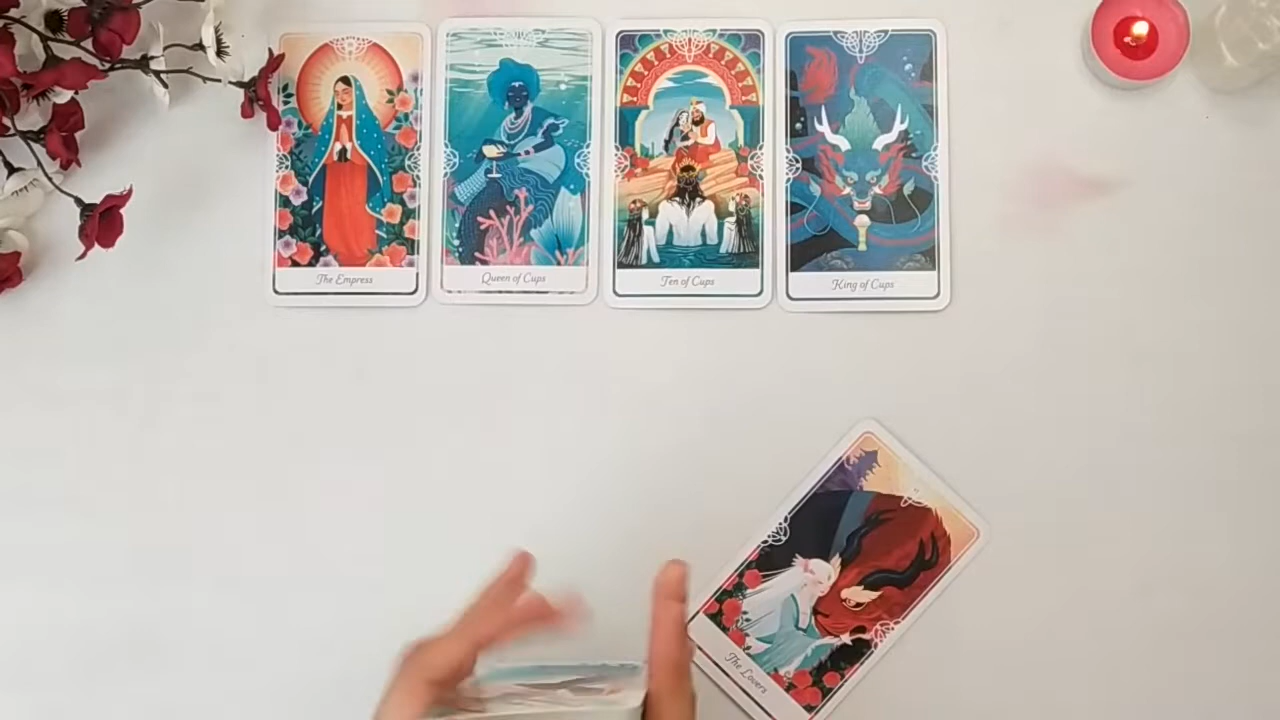 The Empress
Queen of Cups
Ten of Cups
King of Cups
The Lovers